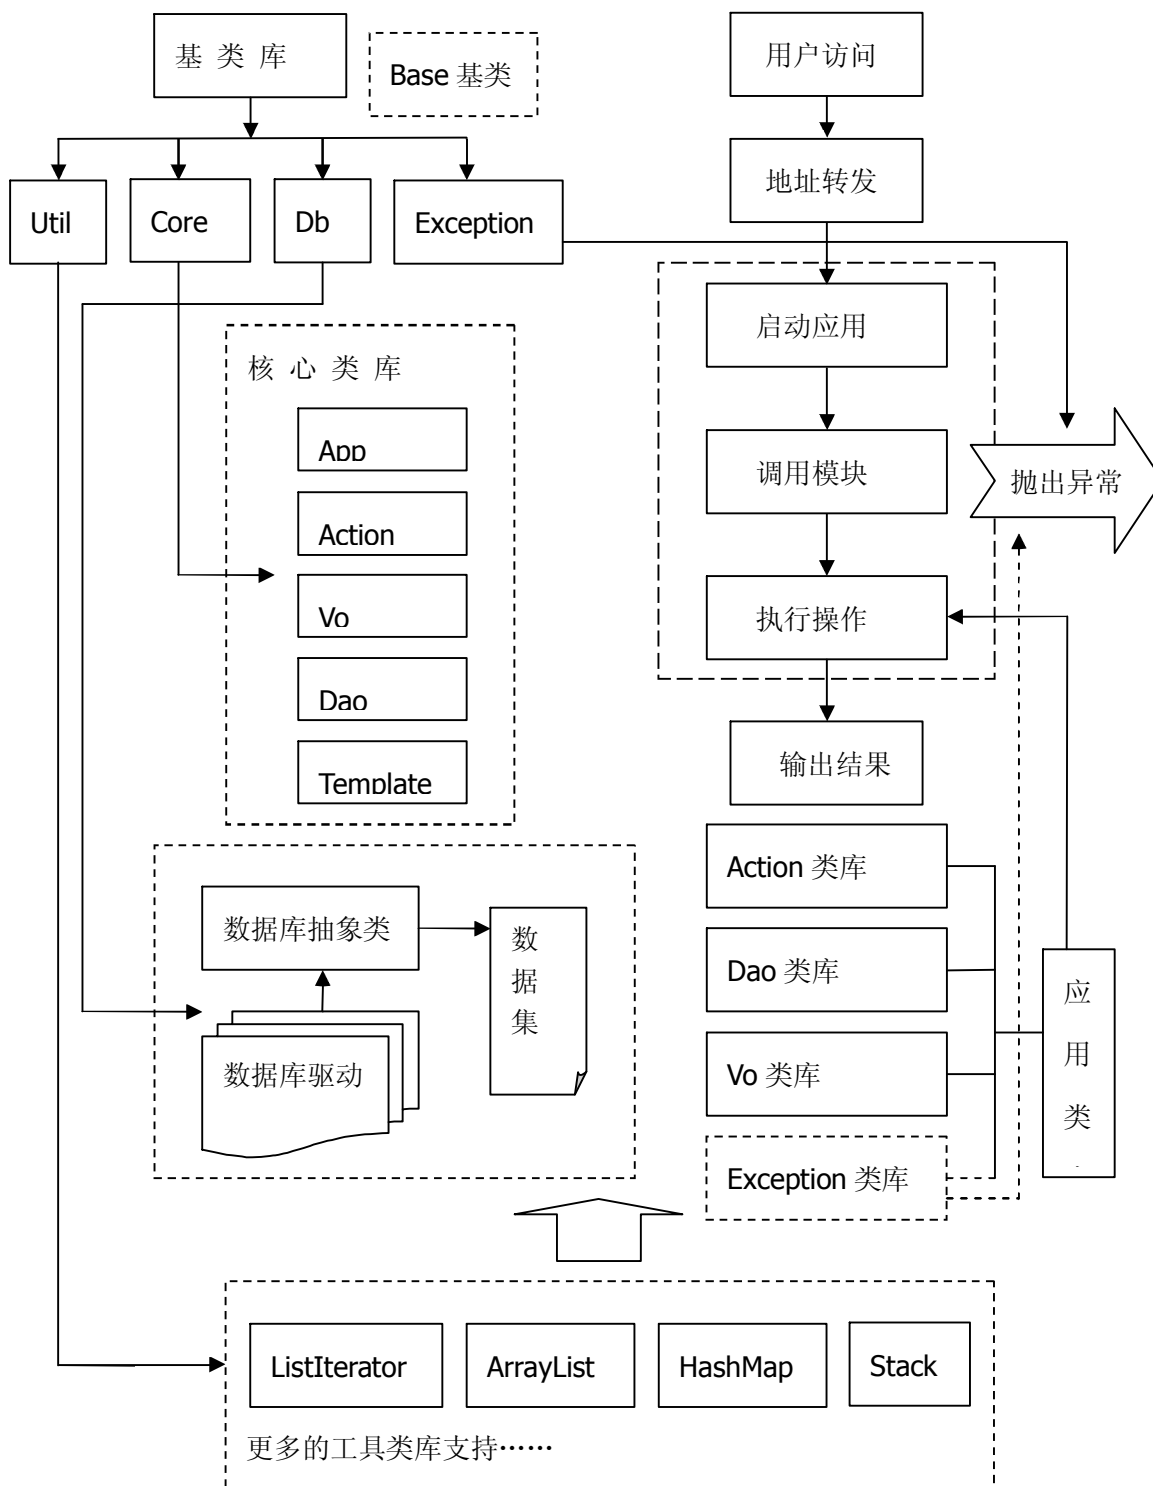 基 类 库
Base 基类
用户访问
地址转发
Util
Core
Db
Exception
启动应用
核 心 类 库
App
Action
Vo
Dao
Template
调用模块
抛出异常
执行操作
输出结果
数据库抽象类
数据集
数据库驱动
Action 类库
Dao 类库
Vo 类库
Exception 类库
应用类
ListIterator
ArrayList
HashMap
Stack
更多的工具类库支持……